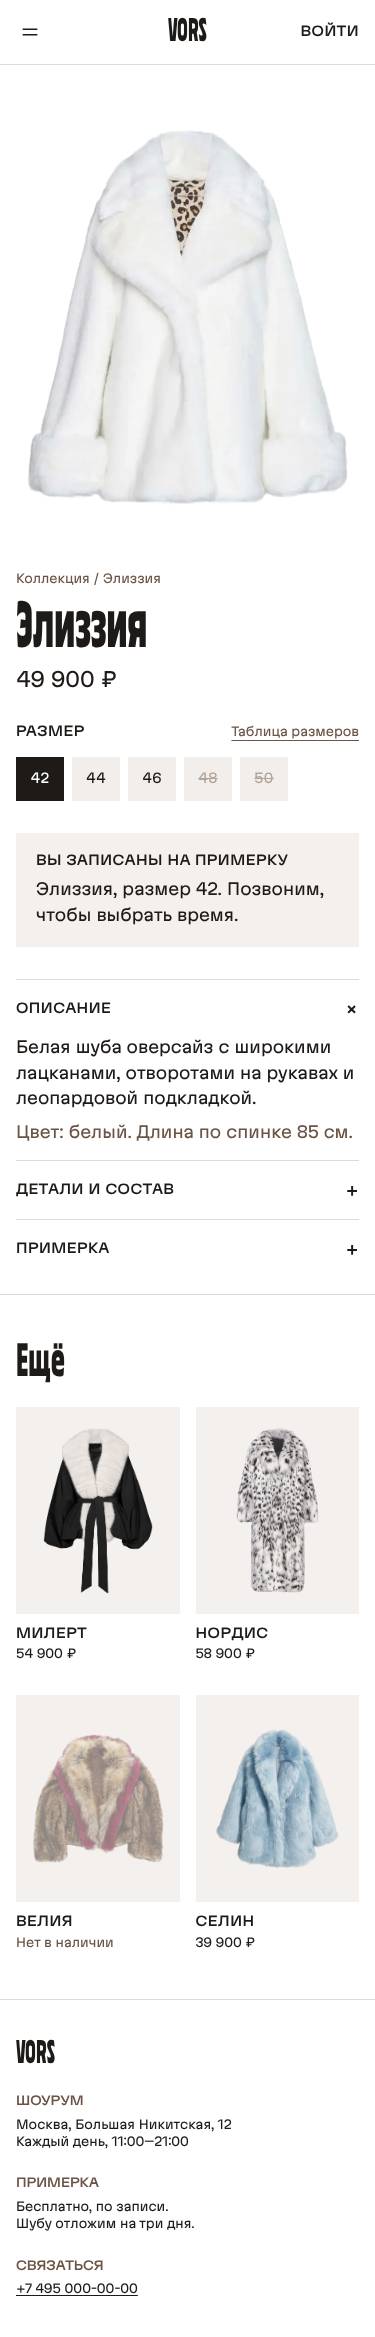 VORS
ВОЙТИ
Коллекция / Элиззия
Элиззия
49 900 ₽
РАЗМЕР
Таблица размеров
42 44 46 48 50
ВЫ ЗАПИСАНЫ НА ПРИМЕРКУ
Элиззия, размер 42. Позвоним,
чтобы выбрать время.
ОПИСАНИЕ
Белая шуба оверсайз с широкими
лацканами, отворотами на рукавах и
леопардовой подкладкой.
Цвет: белый. Длина по спинке 85 см.
ДЕТАЛИ И СОСТАВ +
ПРИМЕРКА +
Ещё
МИЛЕРТ
54 900 ₽
НОРДИС
58 900 ₽
ВЕЛИЯ
Нет в наличии
СЕЛИН
39 900 ₽
VORS
ШОУРУМ
Москва, Большая Никитская, 12
Каждый день, 11:00—21:00
ПРИМЕРКА
Бесплатно, по записи.
Шубу отложим на три дня.
СВЯЗАТЬСЯ
+7 495 000-00-00